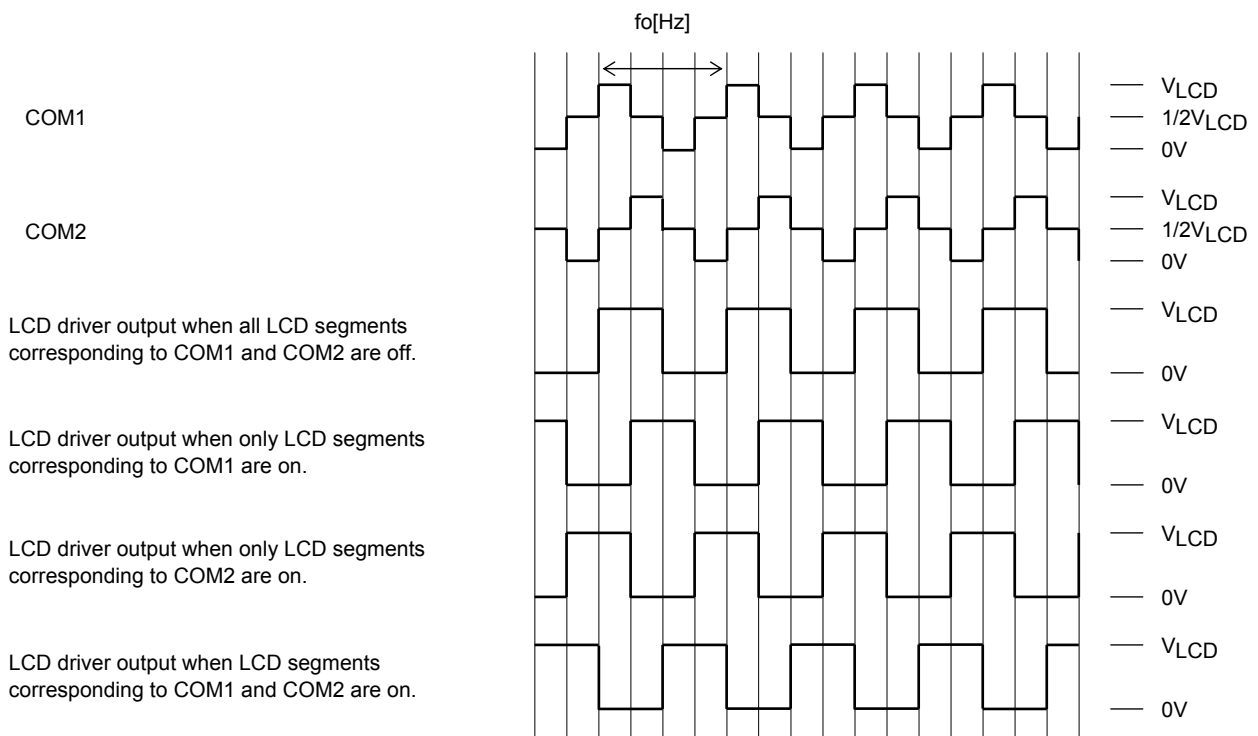 fo[Hz]
COM1
VLCD
1/2VLCD
0V
COM2
VLCD
1/2VLCD
0V
LCD driver output when all LCD segments
corresponding to COM1 and COM2 are off.
VLCD
0V
LCD driver output when only LCD segments
corresponding to COM1 are on.
VLCD
0V
LCD driver output when only LCD segments
corresponding to COM2 are on.
VLCD
0V
LCD driver output when LCD segments
corresponding to COM1 and COM2 are on.
VLCD
0V